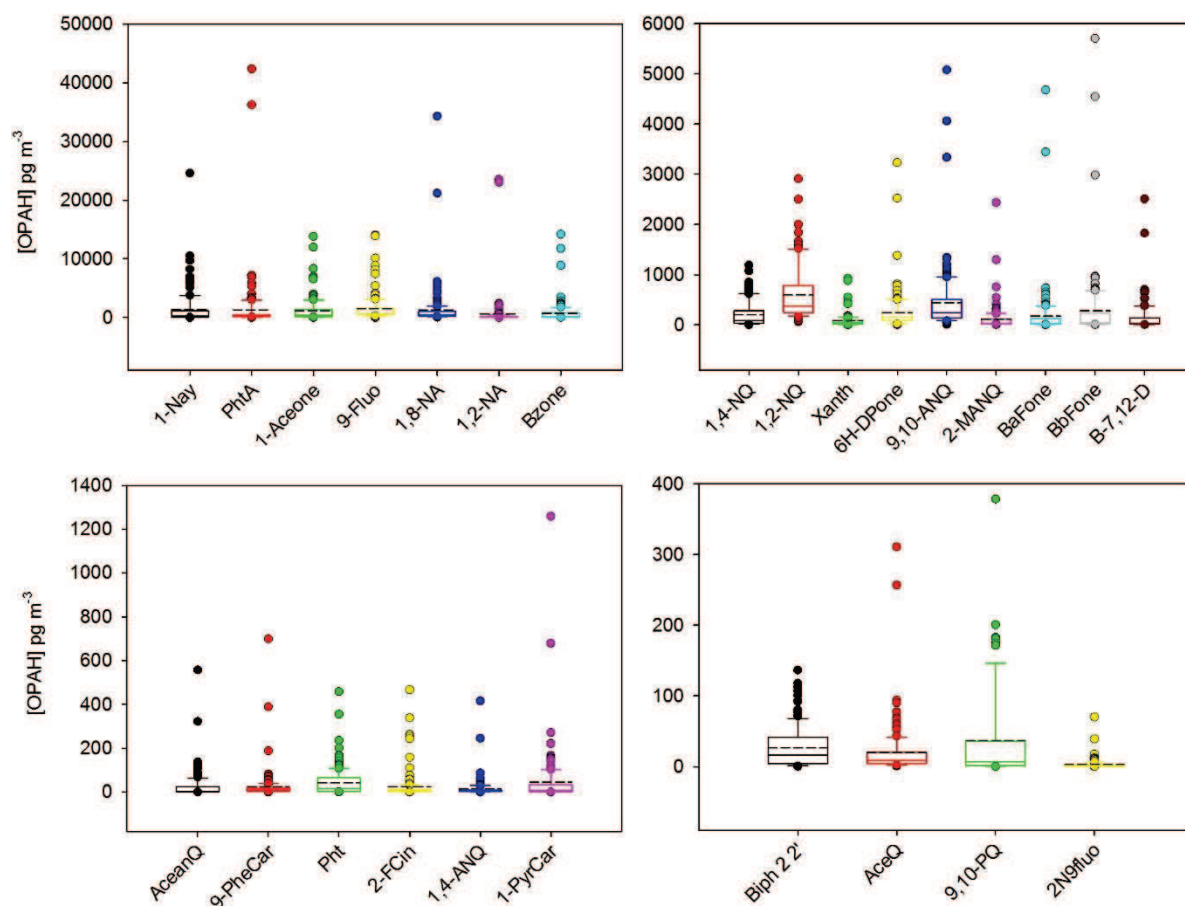 [OPAH] pg m-3
50000
40000
30000
20000
10000
0
1-Nay
PhtA
1-Aceone
9-Fluo
1,8-NA
1,2-NA
Bzone
6000
5000
4000
3000
2000
1000
0
1,4-NQ
1,2-NQ
Xanth
6H-DPone
9,10-ANQ
2-MANQ
BaFone
BbFone
B-7,12-D
[OPAH] pg m-3
1400
1200
1000
800
600
400
200
0
AceanQ
9-PheCar
Pht
2-FCin
1,4-ANQ
1-PyrCar
400
300
200
100
0
Biph 2 2'
AceQ
9,10-PQ
2N9fluo